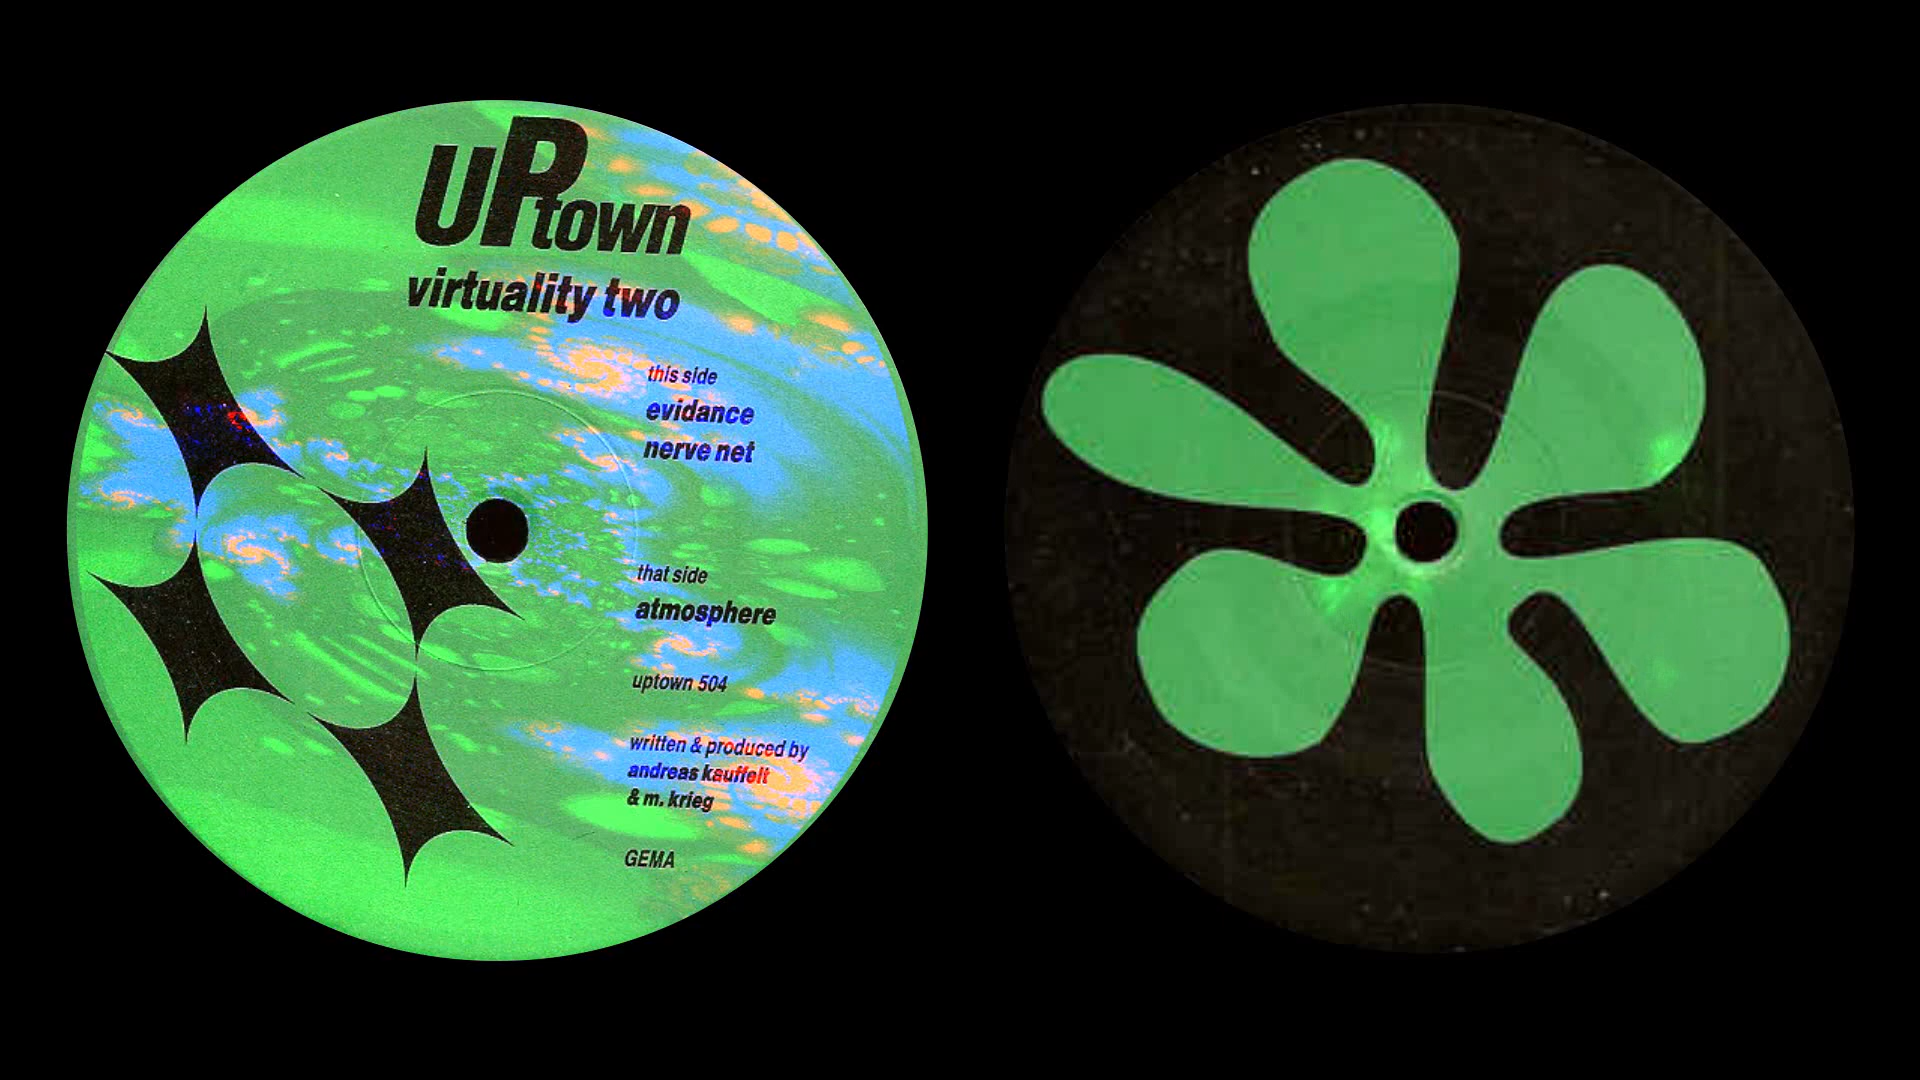 uptown
virtuality two
this side
evidance
nerve net
that side
atmosphere
uptown 504
written & produced by
andreas kauffelt
& m. krieg
GEMA